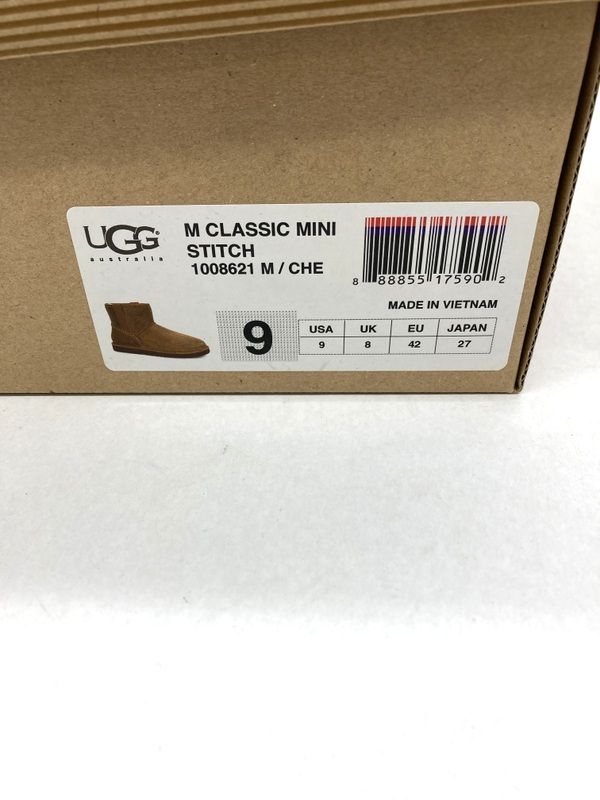 UGG
australia
M CLASSIC MINI
STITCH
1008621 M / CHE
8 88855 17590 2
MADE IN VIETNAM
9
USA UK EU JAPAN
9 8 42 27